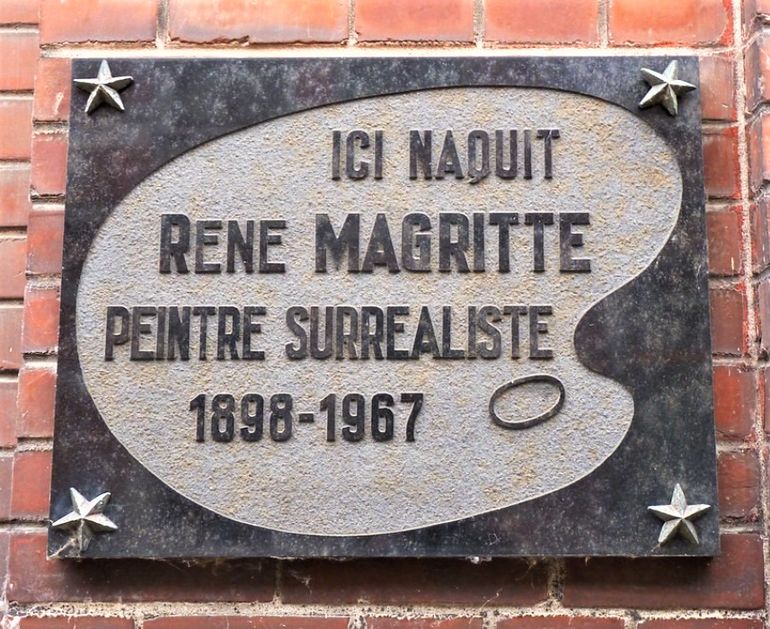 ICI NAQUIT
RENE MAGRITTE
PEINTRE SURREALISTE
1898-1967